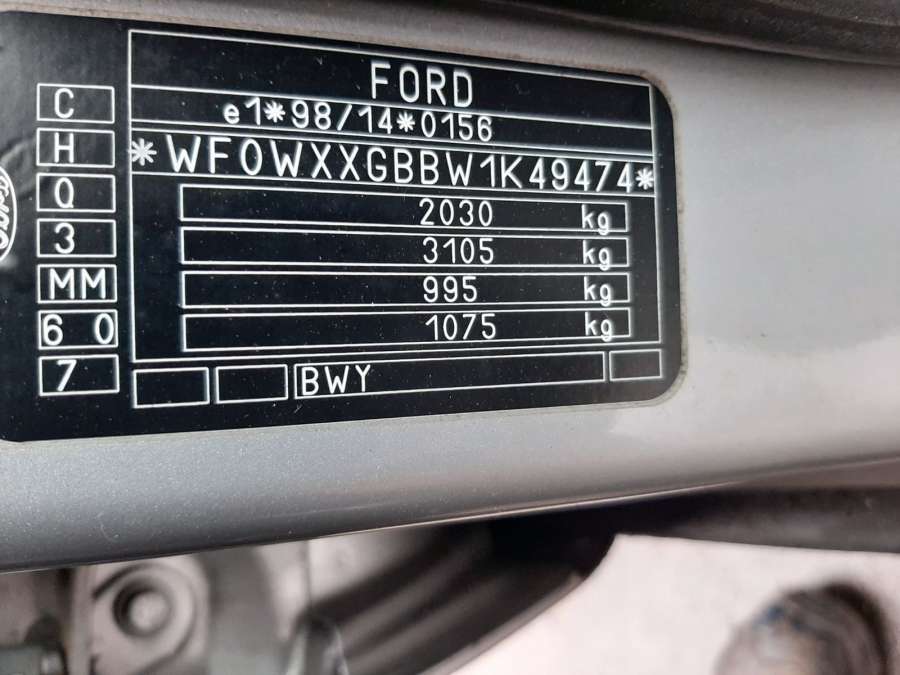 FORD
e1*98/14*0156
*WF0WXXGBBW1K49474*
2030 kg
3105 kg
995 kg
1075 kg
BWY
C
H
Q
3
MM
6 0
7